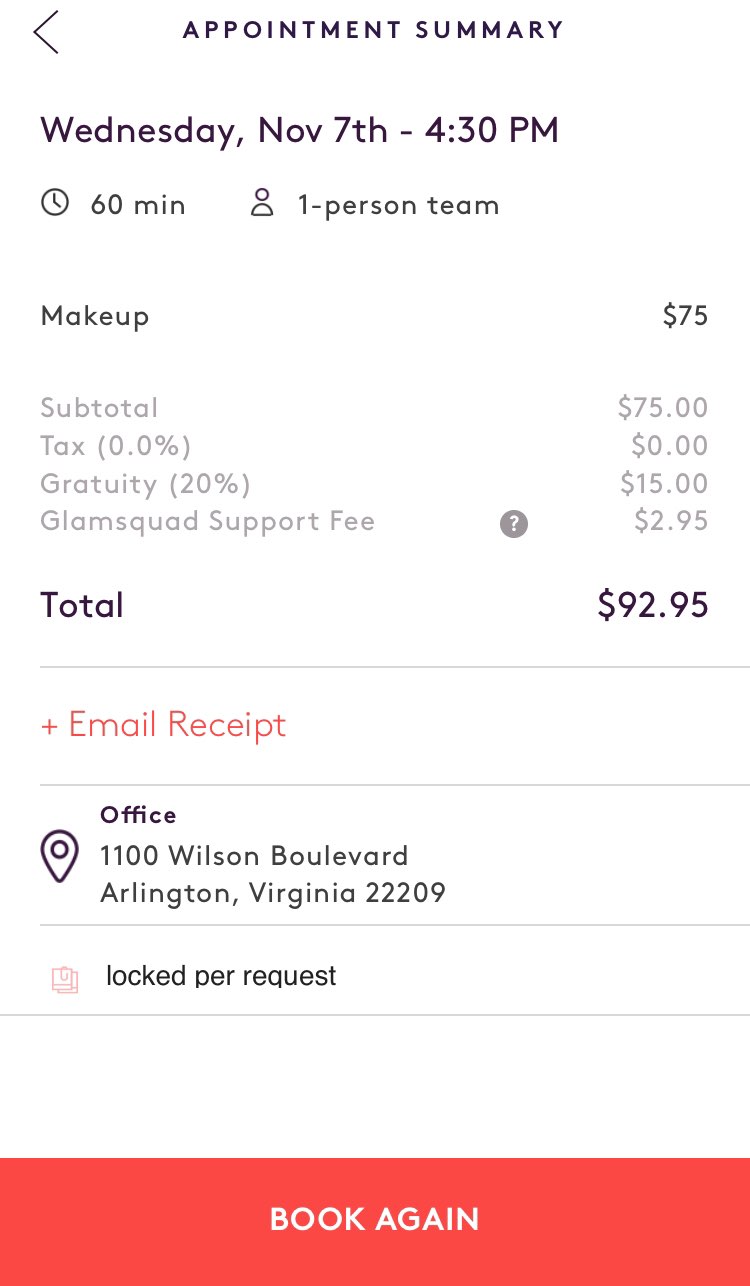 APPOINTMENT SUMMARY
Wednesday, Nov 7th - 4:30 PM
60 min 1-person team
Makeup $75
Subtotal $75.00
Tax (0.0%) $0.00
Gratuity (20%) $15.00
Glamsquad Support Fee ? $2.95
Total $92.95
+ Email Receipt
Office
1100 Wilson Boulevard
Arlington, Virginia 22209
locked per request
BOOK AGAIN